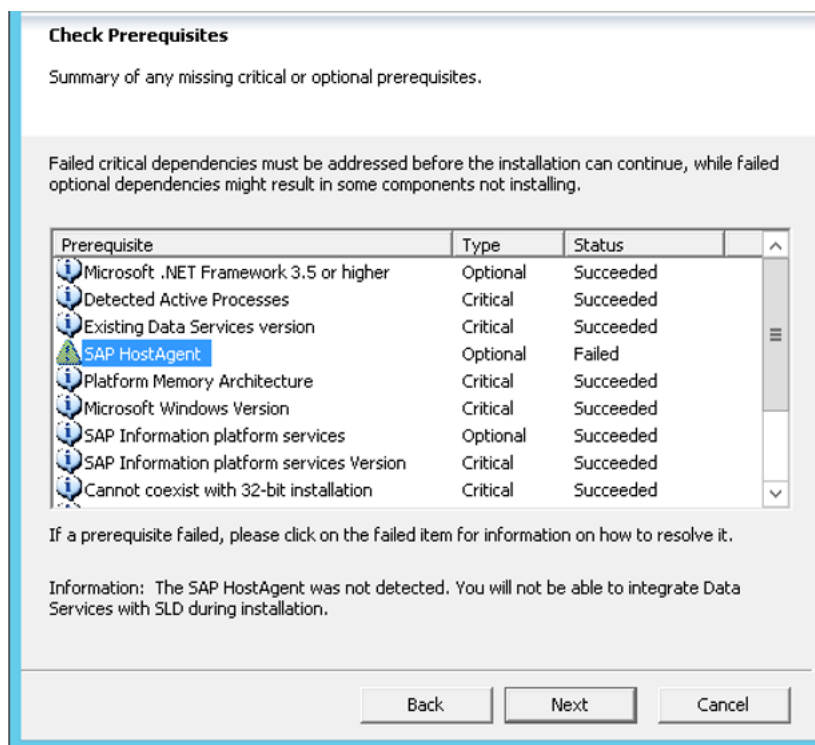 Check Prerequisites
Summary of any missing critical or optional prerequisites.
Failed critical dependencies must be addressed before the installation can continue, while failed
optional dependencies might result in some components not installing.
Prerequisite Type Status
Microsoft .NET Framework 3.5 or higher Optional Succeeded
Detected Active Processes Critical Succeeded
Existing Data Services version Critical Succeeded
SAP HostAgent Optional Failed
Platform Memory Architecture Critical Succeeded
Microsoft Windows Version Critical Succeeded
SAP Information platform services Optional Succeeded
SAP Information platform services Version Critical Succeeded
Cannot coexist with 32-bit installation Critical Succeeded
If a prerequisite failed, please click on the failed item for information on how to resolve it.
Information: The SAP HostAgent was not detected. You will not be able to integrate Data
Services with SLD during installation.
Back Next Cancel